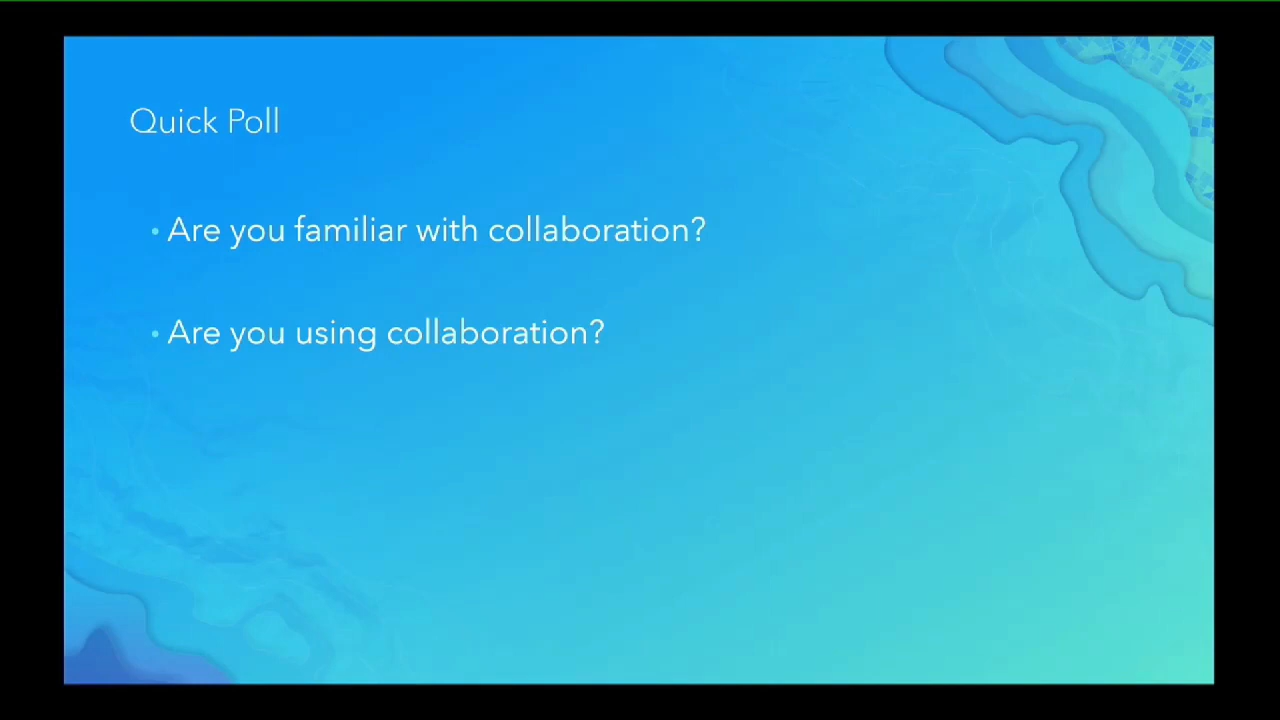 Quick Poll
• Are you familiar with collaboration?
• Are you using collaboration?